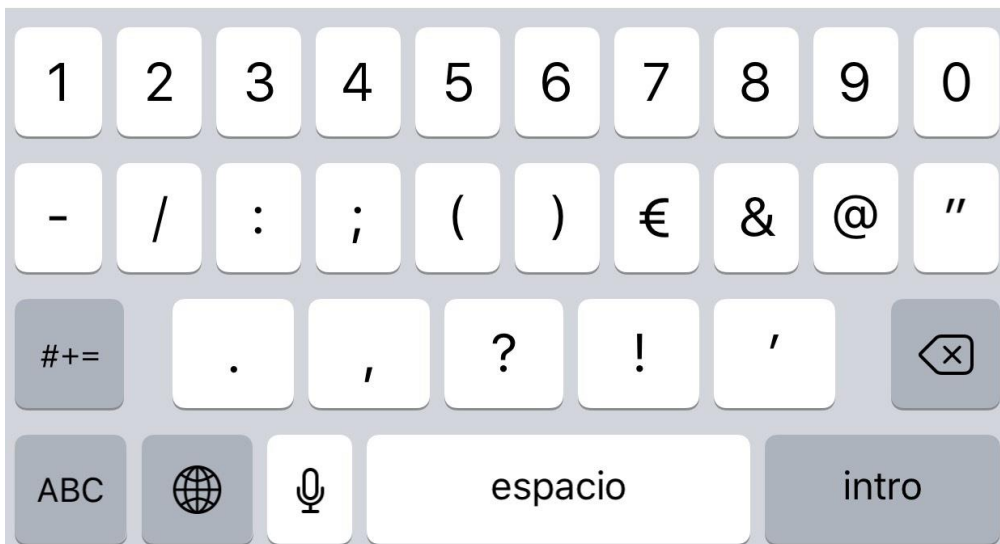 1 2 3 4 5 6 7 8 9 0
- / : ; ( ) € & @ "
#+= . , ? ! '
ABC espacio intro